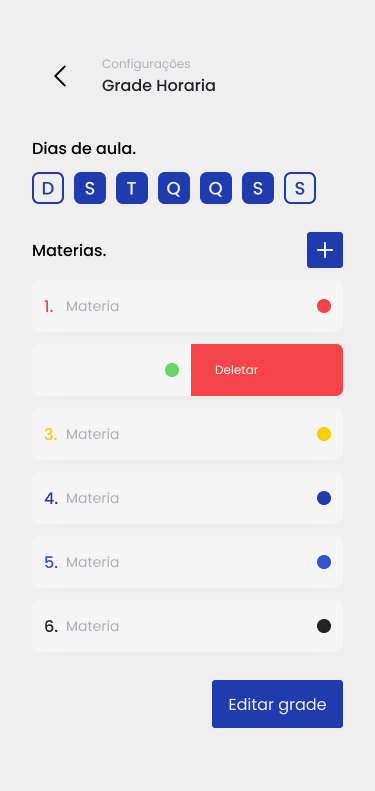 Configurações
Grade Horaria
Dias de aula.
D S T Q Q S S
Materias.
1. Materia
Deletar
3. Materia
4. Materia
5. Materia
6. Materia
Editar grade